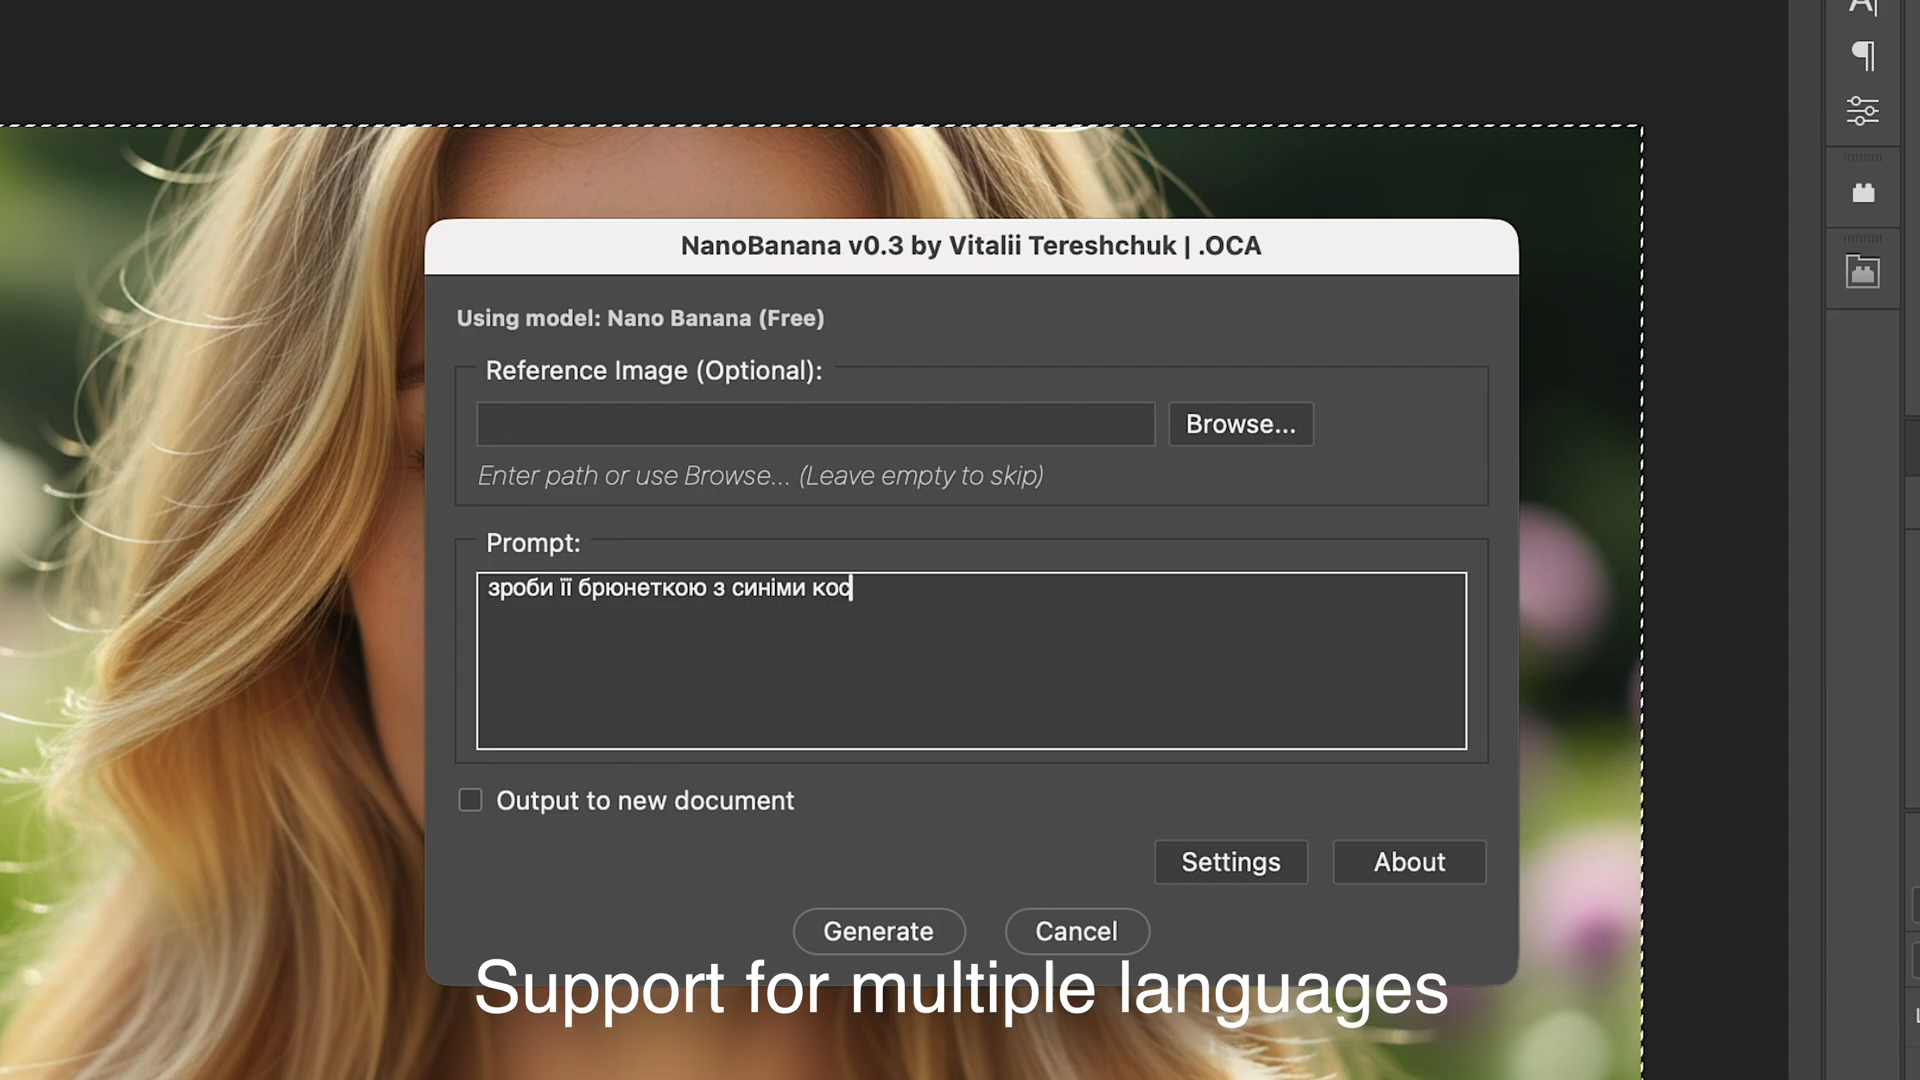 NanoBanana v0.3 by Vitalii Tereshchuk | .OCA
Using model: Nano Banana (Free)
Reference Image (Optional):
Browse...
Enter path or use Browse... (Leave empty to skip)
Prompt:
зроби її брюнеткою з синіми кос
Output to new document
Settings
About
Generate
Cancel
Support for multiple languages